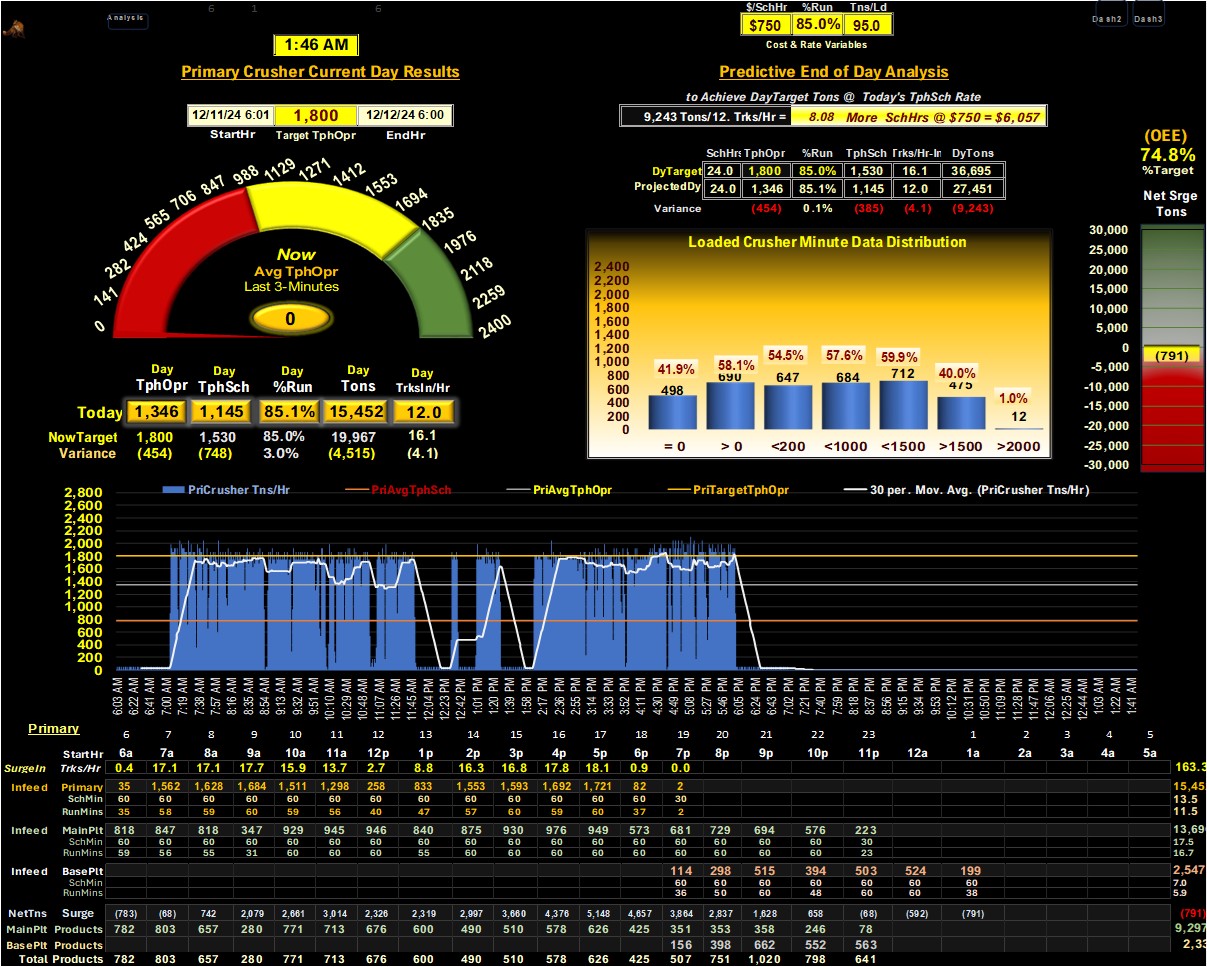 6 1 6
Analysis
$/SchHr %Run Tns/Ld
$750 85.0% 95.0
Cost & Rate Variables
Dash2 Dash3
1:46 AM
Primary Crusher Current Day Results
Predictive End of Day Analysis
to Achieve DayTarget Tons @ Today's TphSch Rate
12/11/24 6:01 1,800 12/12/24 6:00
StartHr Target TphOpr EndHr
9,243 Tons/12. Trks/Hr = 8.08 More SchHrs @ $750 = $6,057
(OEE)
74.8%
%Target
SchHrs TphOpr %Run TphSch Trks/Hr-In DyTons
DyTarget 24.0 1,800 85.0% 1,530 16.1 36,695
ProjectedDy 24.0 1,346 85.1% 1,145 12.0 27,451
Variance (454) 0.1% (385) (4.1) (9,243)
Net Srge
Tons
30,000
25,000
20,000
15,000
10,000
5,000
0
(791)
-5,000
-10,000
-15,000
-20,000
-25,000
-30,000
0 141 282 424 565 706 847 988 1129 1271 1412 1553 1694 1835 1976 2118 2259 2400
Now
Avg TphOpr
Last 3-Minutes
0
Loaded Crusher Minute Data Distribution
2,400
2,200
2,000
1,800
1,600
1,400
1,200
1,000
800
600
400
200
0
41.9% 58.1% 54.5% 57.6% 59.9% 40.0% 1.0%
498 690 647 684 712 475 12
= 0 > 0 <200 <1000 <1500 >1500 >2000
Day Day Day Day Day
TphOpr TphSch %Run Tons TrksIn/Hr
Today 1,346 1,145 85.1% 15,452 12.0
NowTarget 1,800 1,530 85.0% 19,967 16.1
Variance (454) (748) 3.0% (4,515) (4.1)
PriCrusher Tns/Hr PriAvgTphSch PriAvgTphOpr PriTargetTphOpr 30 per. Mov. Avg. (PriCrusher Tns/Hr)
2,800
2,600
2,400
2,200
2,000
1,800
1,600
1,400
1,200
1,000
800
600
400
200
0
6:03 AM 6:22 AM 6:41 AM 7:00 AM 7:19 AM 7:38 AM 7:57 AM 8:16 AM 8:35 AM 8:54 AM 9:13 AM 9:32 AM 9:51 AM 10:10 AM 10:29 AM 10:48 AM 11:07 AM 11:26 AM 11:45 AM 12:04 PM 12:23 PM 12:42 PM 1:01 PM 1:20 PM 1:39 PM 1:58 PM 2:17 PM 2:36 PM 2:55 PM 3:14 PM 3:33 PM 3:52 PM 4:11 PM 4:30 PM 4:49 PM 5:08 PM 5:27 PM 5:46 PM 6:05 PM 6:24 PM 6:43 PM 7:02 PM 7:21 PM 7:40 PM 7:59 PM 8:18 PM 8:37 PM 8:56 PM 9:15 PM 9:34 PM 9:53 PM 10:12 PM 10:31 PM 10:50 PM 11:09 PM 11:28 PM 11:47 PM 12:06 AM 12:25 AM 12:44 AM 1:03 AM 1:22 AM 1:41 AM
Primary 6 7 8 9 10 11 12 13 14 15 16 17 18 19 20 21 22 23 1 2 3 4 5
StartHr 6a 7a 8a 9a 10a 11a 12p 1p 2p 3p 4p 5p 6p 7p 8p 9p 10p 11p 12a 1a 2a 3a 4a 5a
SurgeIn Trks/Hr 0.4 17.1 17.1 17.7 15.9 13.7 2.7 8.8 16.3 16.8 17.8 18.1 0.9 0.0 163.3
Infeed Primary 35 1,562 1,628 1,684 1,511 1,298 258 833 1,553 1,593 1,692 1,721 82 2 15,45
SchMin 60 60 60 60 60 60 60 60 60 60 60 60 60 30 13.5
RunMins 35 58 59 60 59 56 40 47 57 60 59 60 37 2 11.5
Infeed MainPlt 818 847 818 347 929 945 946 840 875 930 976 949 573 681 729 694 576 223 13,69
SchMin 60 60 60 60 60 60 60 60 60 60 60 60 60 60 60 60 60 30 17.5
RunMins 59 56 55 31 60 60 60 55 60 60 60 60 60 60 60 60 60 23 16.7
Infeed BasePlt 114 298 515 394 503 524 199 2,547
SchMin 60 60 60 60 60 60 60 7.0
RunMins 36 50 60 48 60 60 38 5.9
NetTns Surge (783) (68) 742 2,079 2,661 3,014 2,326 2,319 2,997 3,660 4,376 5,148 4,657 3,864 2,837 1,628 658 (68) (592) (791) (791)
MainPlt Products 782 803 657 280 771 713 676 600 490 510 578 626 425 351 353 358 246 78 9,297
BasePlt Products 156 398 662 552 563 2,33
Total Products 782 803 657 280 771 713 676 600 490 510 578 626 425 507 751 1,020 798 641